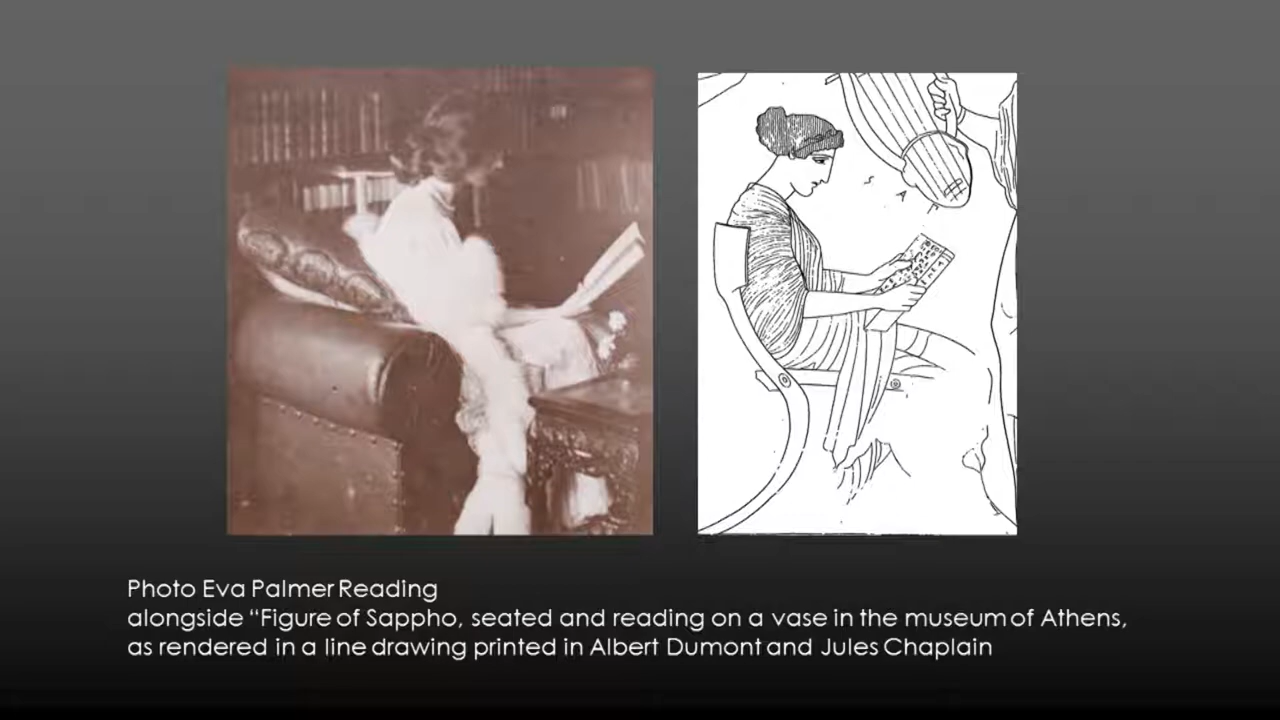 Photo Eva Palmer Reading
alongside “Figure of Sappho, seated and reading on a vase in the museum of Athens,
as rendered in a line drawing printed in Albert Dumont and Jules Chaplain